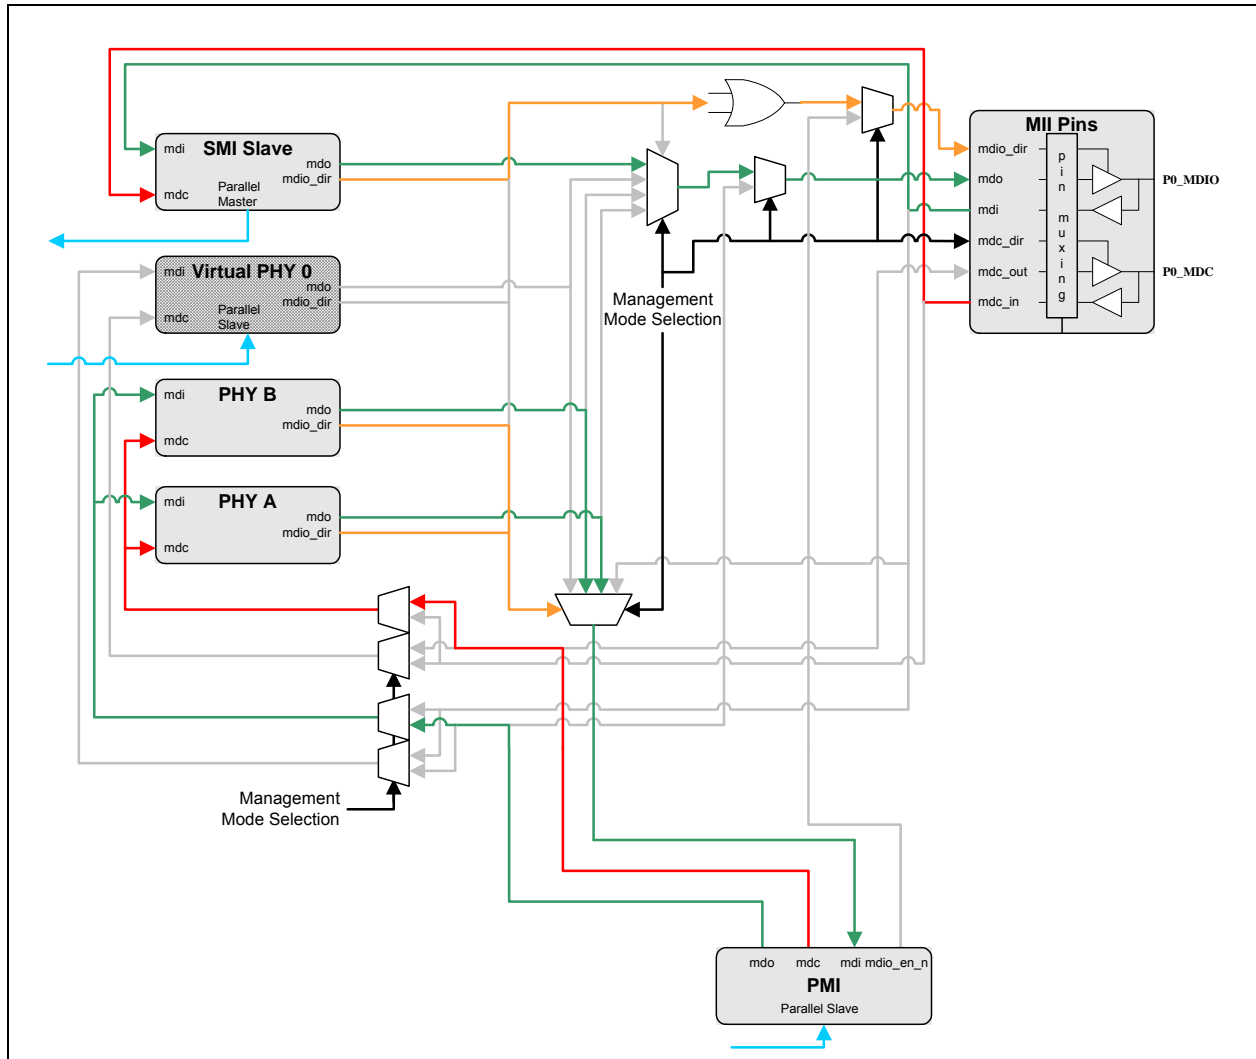 SMI Slave
mdi
mdo
mdio_dir
mdc
Parallel
Master
Virtual PHY 0
mdi
mdo
mdio_dir
mdc
Parallel
Slave
PHY B
mdi
mdo
mdio_dir
mdc
PHY A
mdi
mdo
mdio_dir
mdc
Management
Mode Selection
MII Pins
mdio_dir
mdo
mdi
mdc_dir
mdc_out
mdc_in
p
i
n
m
u
x
i
n
g
P0_MDIO
P0_MDC
Management
Mode Selection
mdo
mdc
mdi
mdio_en_n
PMI
Parallel Slave